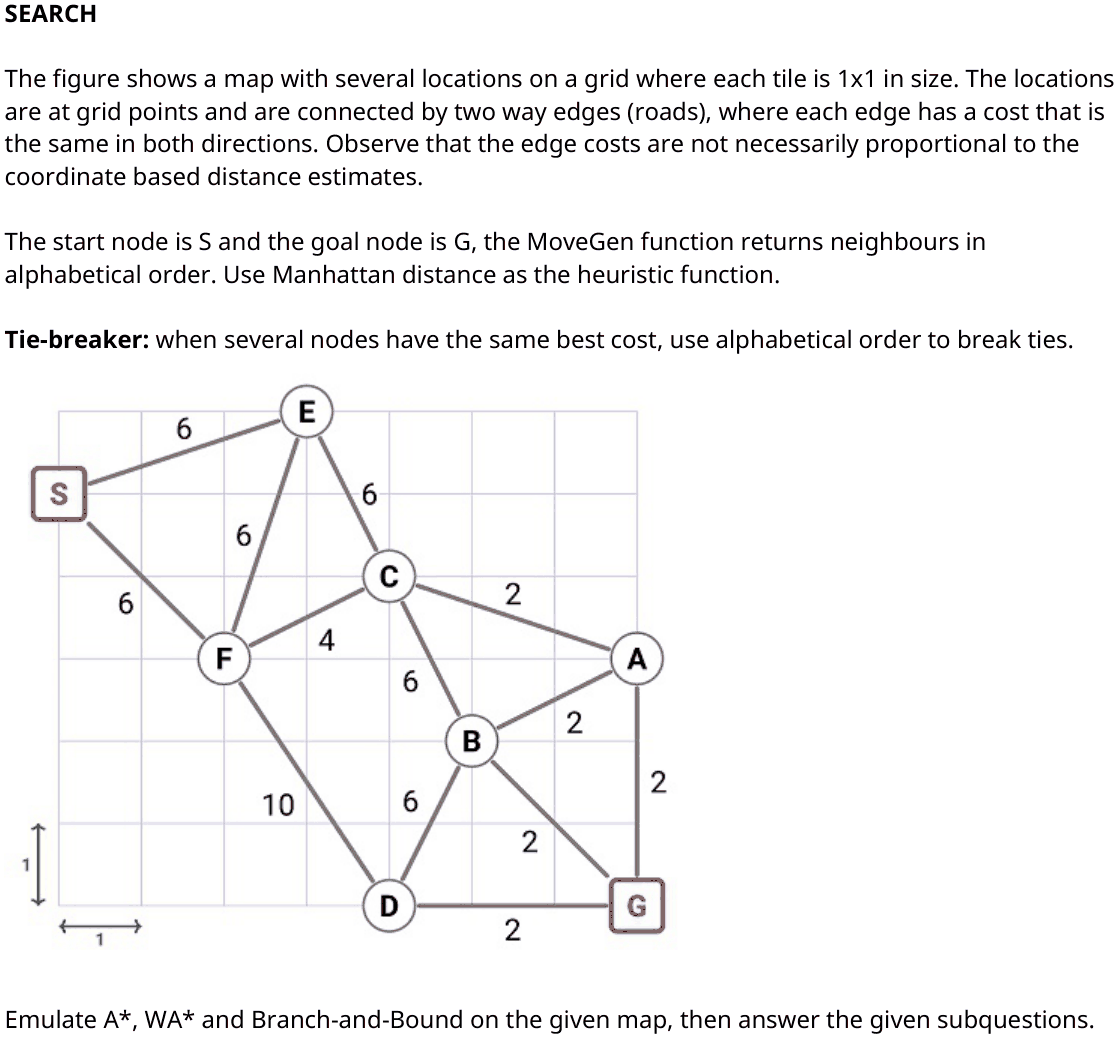 SEARCH
The figure shows a map with several locations on a grid where each tile is 1x1 in size. The locations
are at grid points and are connected by two way edges (roads), where each edge has a cost that is
the same in both directions. Observe that the edge costs are not necessarily proportional to the
coordinate based distance estimates.
The start node is S and the goal node is G, the MoveGen function returns neighbours in
alphabetical order. Use Manhattan distance as the heuristic function.
Tie-breaker: when several nodes have the same best cost, use alphabetical order to break ties.
E
6
S
6
6
C
2
6
4
F
A
6
2
B
2
10
6
2
1
D
G
2
1
Emulate A*, WA* and Branch-and-Bound on the given map, then answer the given subquestions.